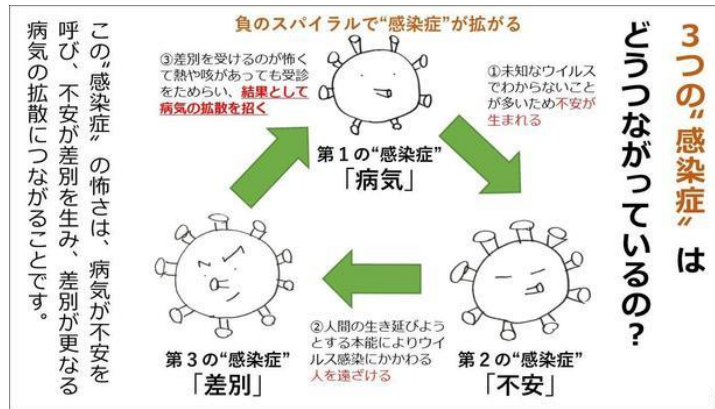 3つの“感染症”は
どうつながっているの?
負のスパイラルで“感染症”が拡がる
第1の“感染症”
「病気」
①未知なウイルス
でわからないこと
が多いため不安が
生まれる
第2の“感染症”
「不安」
②人間の生き延びよう
とする本能によりウイ
ルス感染にかかわる
人を遠ざける
第3の“感染症”
「差別」
③差別を受けるのが怖く
て熱や咳があっても受診
をためらい、結果として
病気の拡散を招く
この“感染症”の怖さは、病気が不安を
呼び、不安が差別を生み、差別が更なる
病気の拡散につながることです。